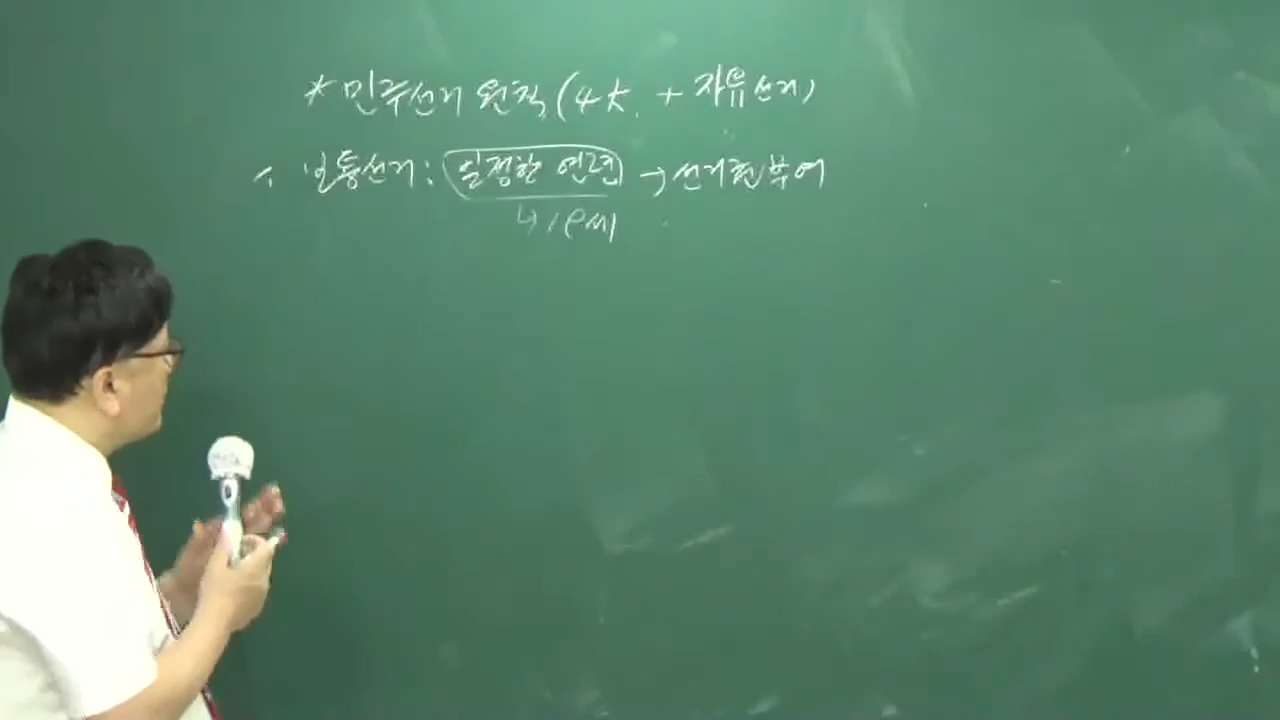 * 민주선거 원칙 (4大 + 자유선거)
1. 보통선거 : 일정한 연령 → 선거권 부여
↳ 18세